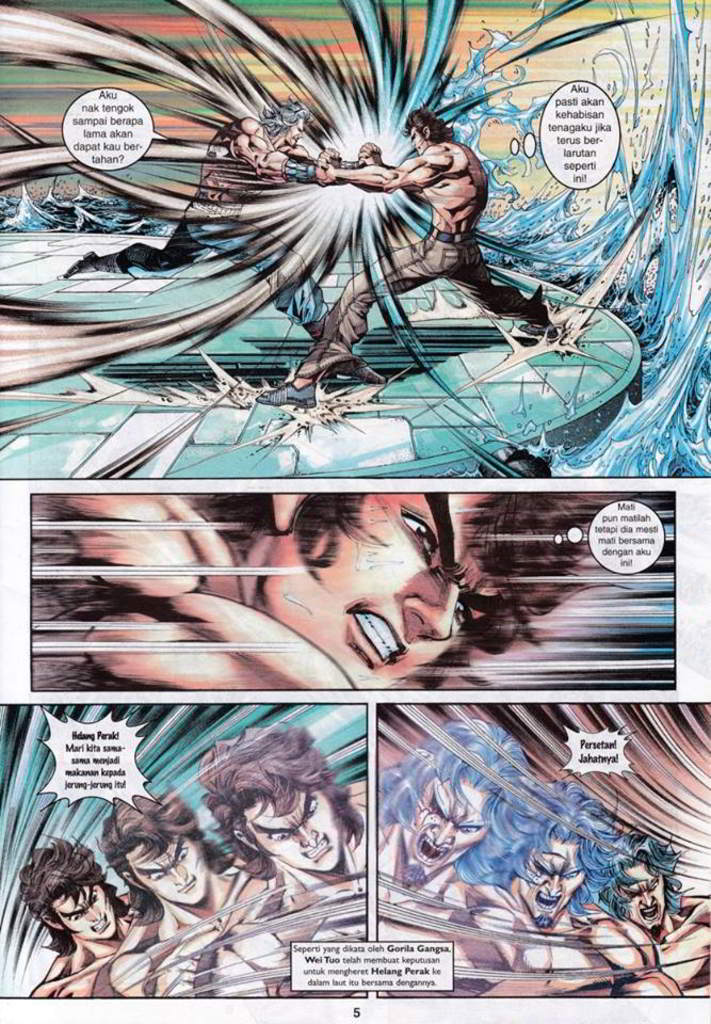 Aku
nak tengok
sampai berapa
lama akan
dapat kau ber-
tahan?
Aku
pasti akan
kehabisan
tenagaku jika
terus ber-
larutan
seperti
ini!
Mati
pun matilah
tetapi dia mesti
mati bersama
dengan aku
ini!
Helang Perak!
Mari kita sama-
sama menjadi
makanan kepada
jerung-jerung itu!
Persetan!
Jahatnya!
Seperti yang dikata oleh Gorila Gangsa,
Wei Tuo telah membuat keputusan
untuk mengheret Helang Perak ke
dalam laut itu bersama dengannya.
5